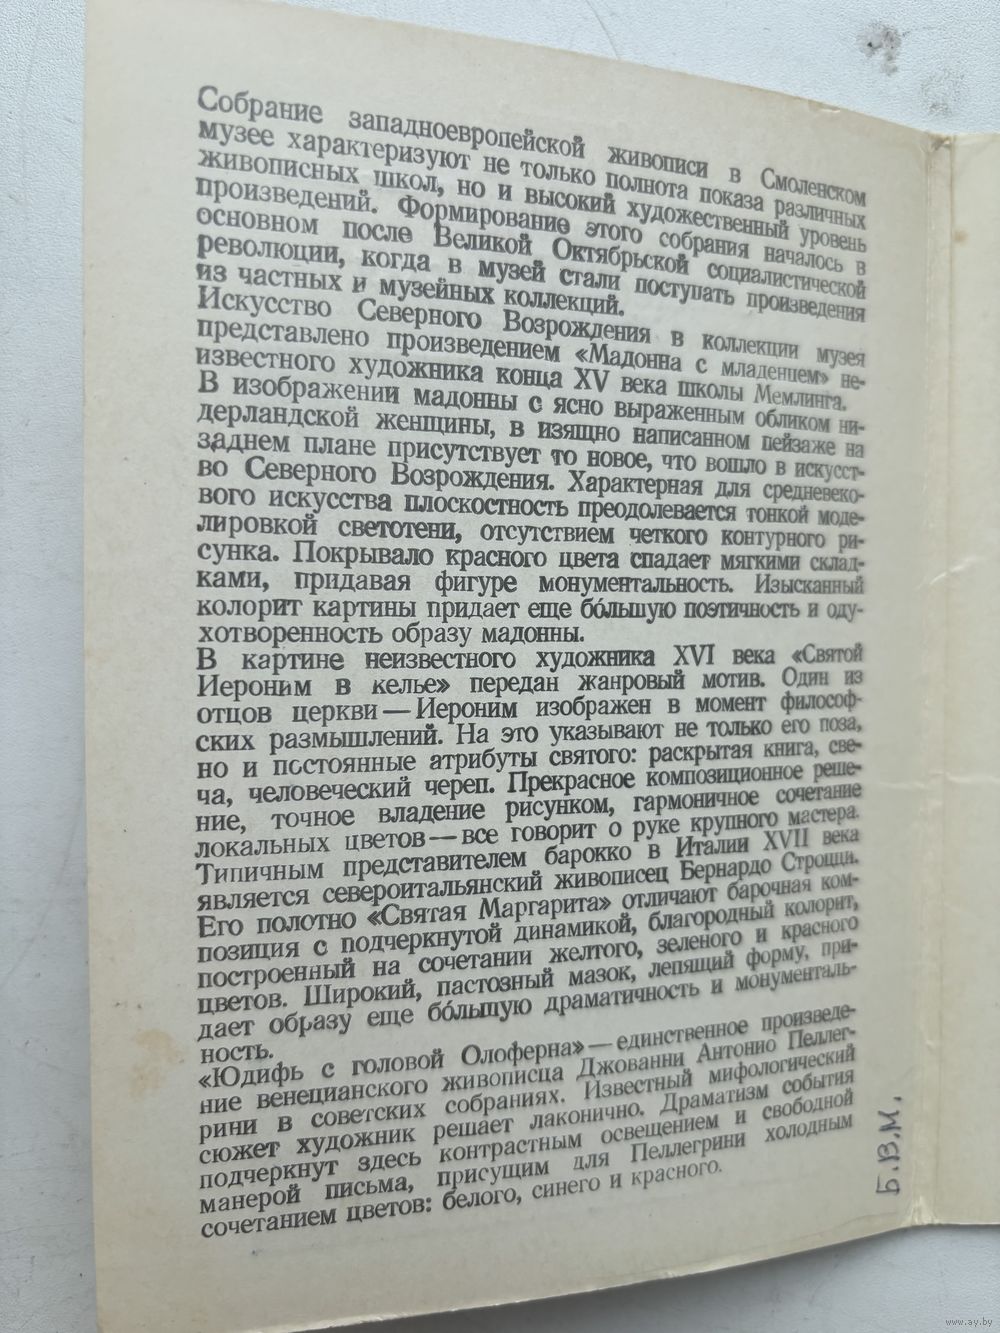 Собрание западноевропейской живописи в Смоленском
музее характеризуют не только полнота показа различных
живописных школ, но и высокий художественный уровень
произведений. Формирование этого собрания началось в
основном после Великой Октябрьской социалистической
революции, когда в музей стали поступать произведения
из частных и музейных коллекций.
Искусство Северного Возрождения в коллекции музея
представлено произведением «Мадонна с младенцем» не-
известного художника конца XV века школы Мемлинга.
В изображении мадонны с ясно выраженным обликом ни-
дерландской женщины, в изящно написанном пейзаже на
заднем плане присутствует то новое, что вошло в искусст-
во Северного Возрождения. Характерная для средневеко-
вого искусства плоскостность преодолевается тонкой моде-
лировкой светотени, отсутствием четкого контурного ри-
сунка. Покрывало красного цвета спадает мягкими склад-
ками, придавая фигуре монументальность. Изысканный
колорит картины придает еще бо́льшую поэтичность и оду-
хотворенность образу мадонны.
В картине неизвестного художника XVI века «Святой
Иероним в келье» передан жанровый мотив. Один из
отцов церкви — Иероним изображен в момент философ-
ских размышлений. На это указывают не только его поза,
но и постоянные атрибуты святого: раскрытая книга, све-
ча, человеческий череп. Прекрасное композиционное реше-
ние, точное владение рисунком, гармоничное сочетание
локальных цветов — все говорит о руке крупного мастера.
Типичным представителем барокко в Италии XVII века
является североитальянский живописец Бернардо Строцци.
Его полотно «Святая Маргарита» отличают барочная ком-
позиция с подчеркнутой динамикой, благородный колорит,
построенный на сочетании желтого, зеленого и красного
цветов. Широкий, пастозный мазок, лепящий форму, при-
дает образу еще бо́льшую драматичность и монументаль-
ность.
«Юдифь с головой Олоферна» — единственное произведе-
ние венецианского живописца Джованни Антонио Пеллег-
рини в советских собраниях. Известный мифологический
сюжет художник решает лаконично. Драматизм события
подчеркнут здесь контрастным освещением и свободной
манерой письма, присущим для Пеллегрини холодным
сочетанием цветов: белого, синего и красного.
Б.В.М.
www.ay.by